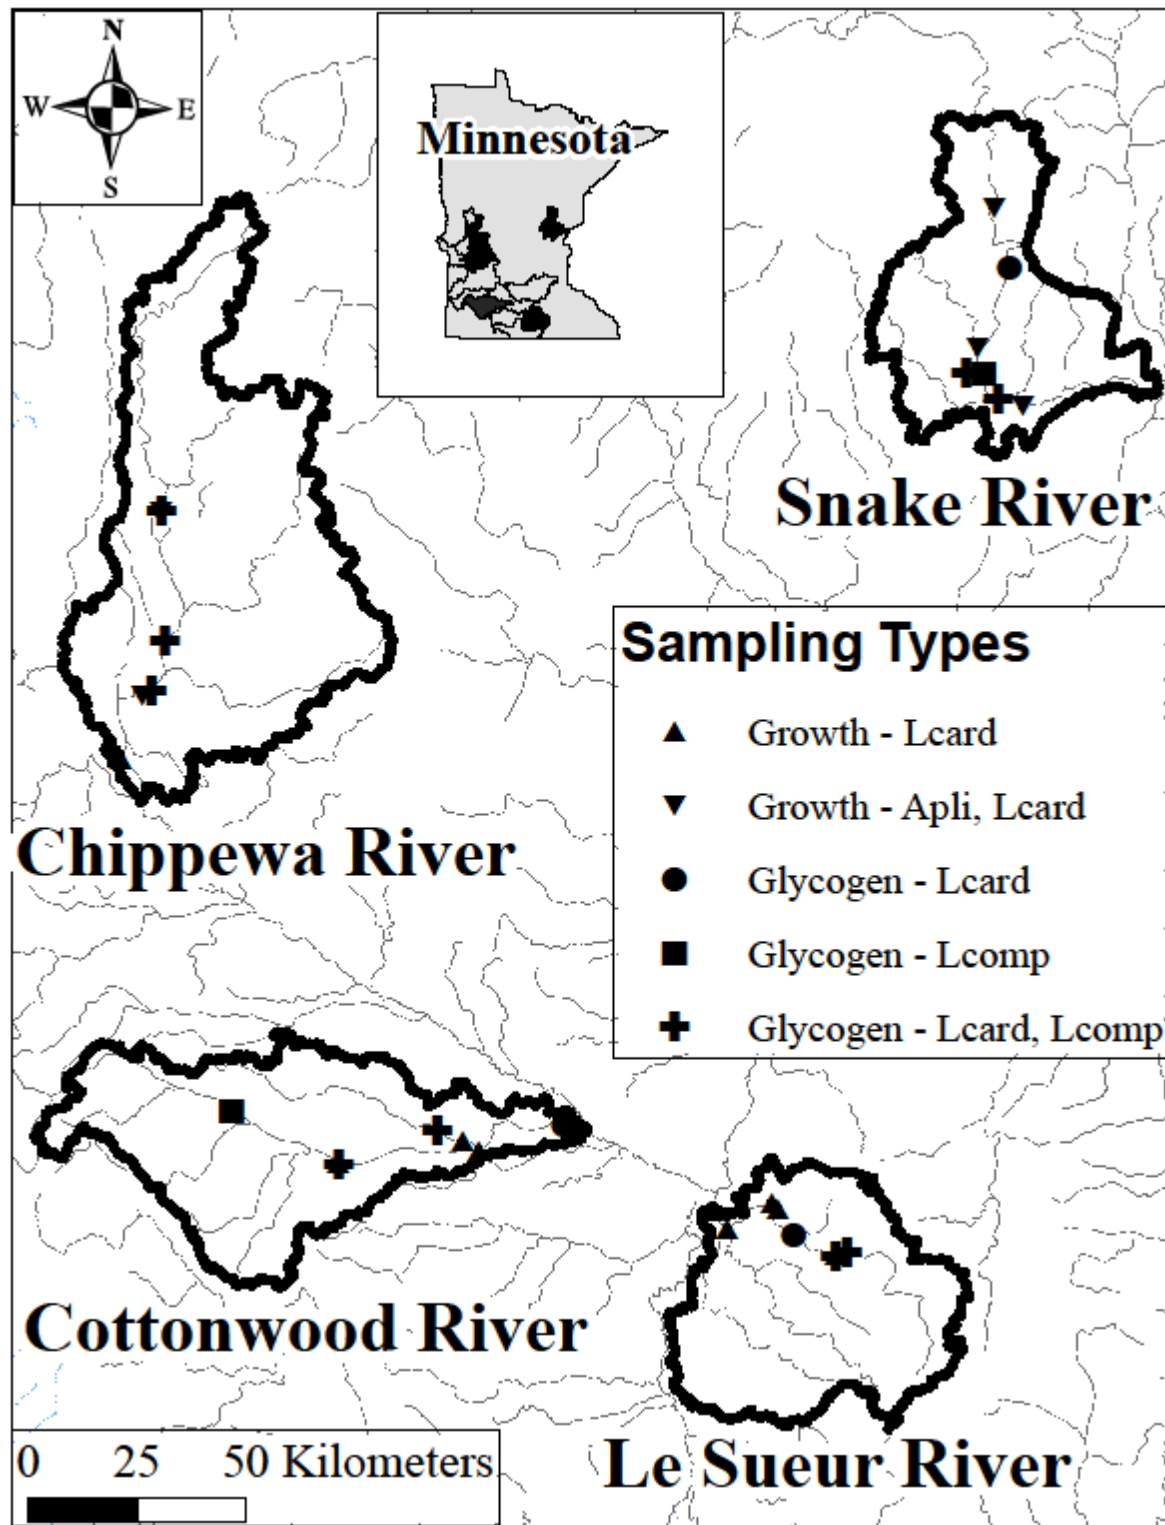 N
W E
S
Minnesota
Snake River
Sampling Types
Growth - Lcard
Growth - Apli, Lcard
Glycogen - Lcard
Glycogen - Lcomp
Glycogen - Lcard, Lcomp
Chippewa River
Cottonwood River
Le Sueur River
0 25 50 Kilometers